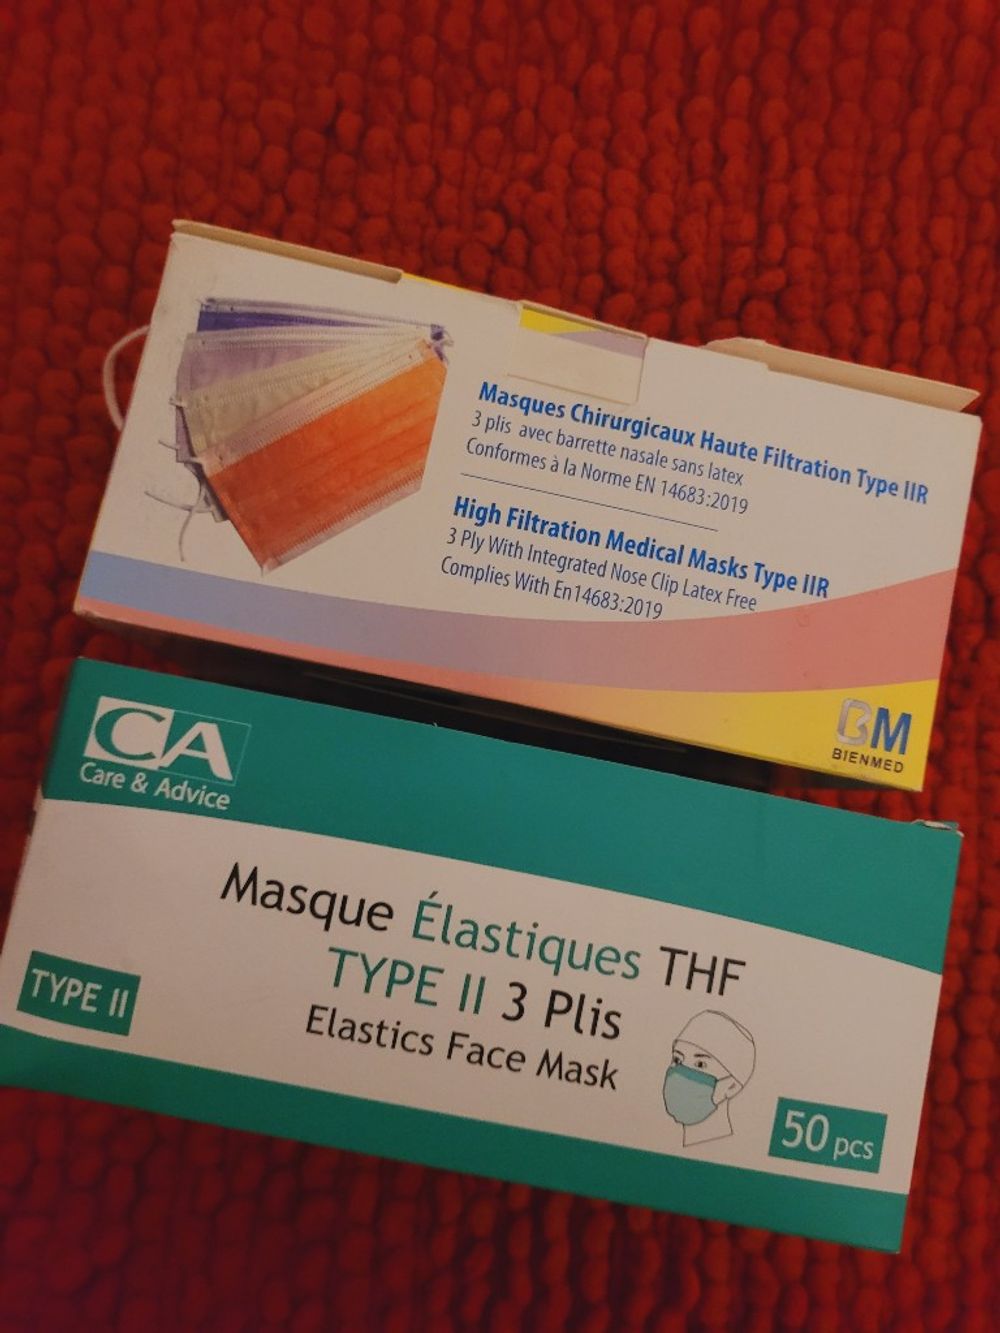 Masques Chirurgicaux Haute Filtration Type IIR
3 plis avec barrette nasale sans latex
Conformes à la Norme EN 14683:2019
High Filtration Medical Masks Type IIR
3 Ply With Integrated Nose Clip Latex Free
Complies With En14683:2019
BM
BIENMED
CA
Care & Advice
Masque Élastiques THF
TYPE II 3 Plis
Elastics Face Mask
TYPE II
50 pcs